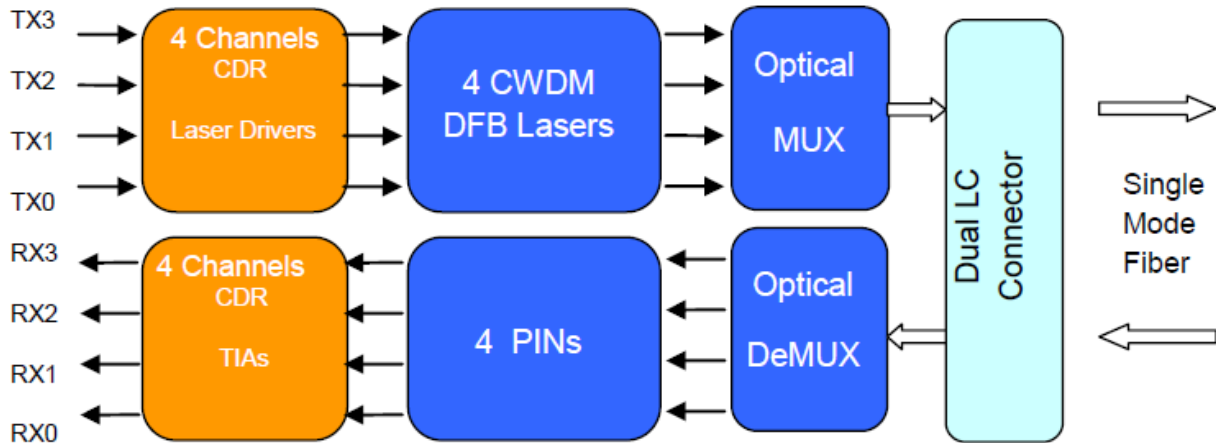 TX3
TX2
TX1
TX0
4 Channels
CDR
Laser Drivers
4 CWDM
DFB Lasers
Optical
MUX
RX3
RX2
RX1
RX0
4 Channels
CDR
TIAs
4 PINs
Optical
DeMUX
Dual LC
Connector
Single
Mode
Fiber